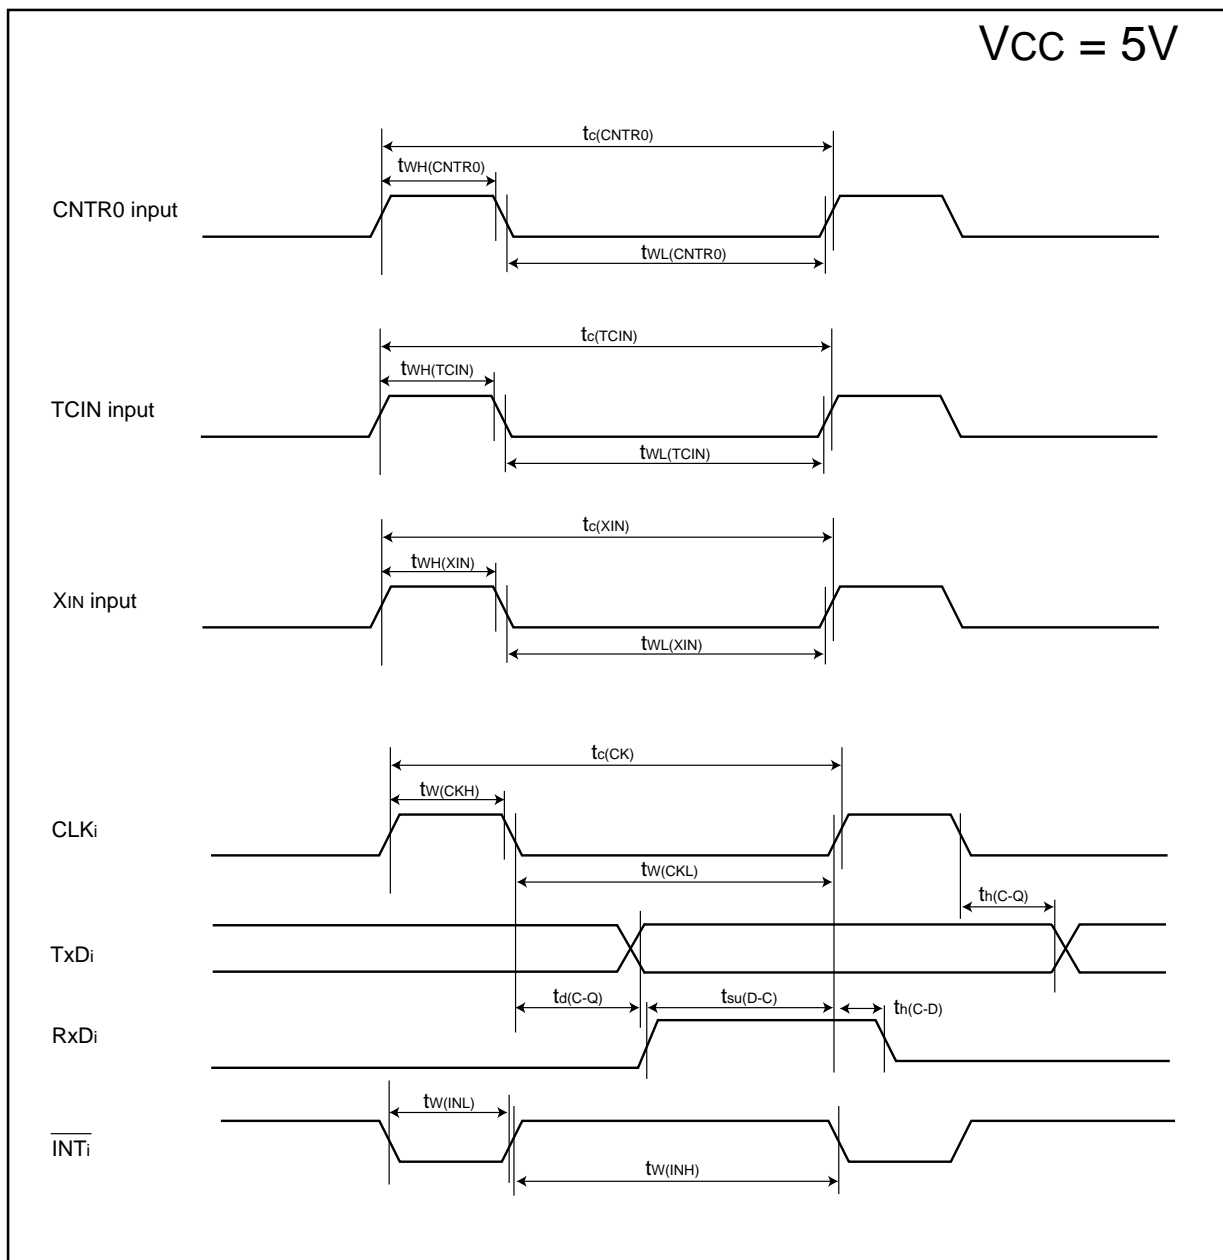 VCC = 5V
tc(CNTR0)
tWH(CNTR0)
CNTR0 input
tWL(CNTR0)
tc(TCIN)
tWH(TCIN)
TCIN input
tWL(TCIN)
tc(XIN)
tWH(XIN)
XIN input
tWL(XIN)
tc(CK)
tW(CKH)
CLKi
tW(CKL)
th(C-Q)
TxDi
td(C-Q)
tsu(D-C)
th(C-D)
RxDi
tW(INL)
INTi
tW(INH)